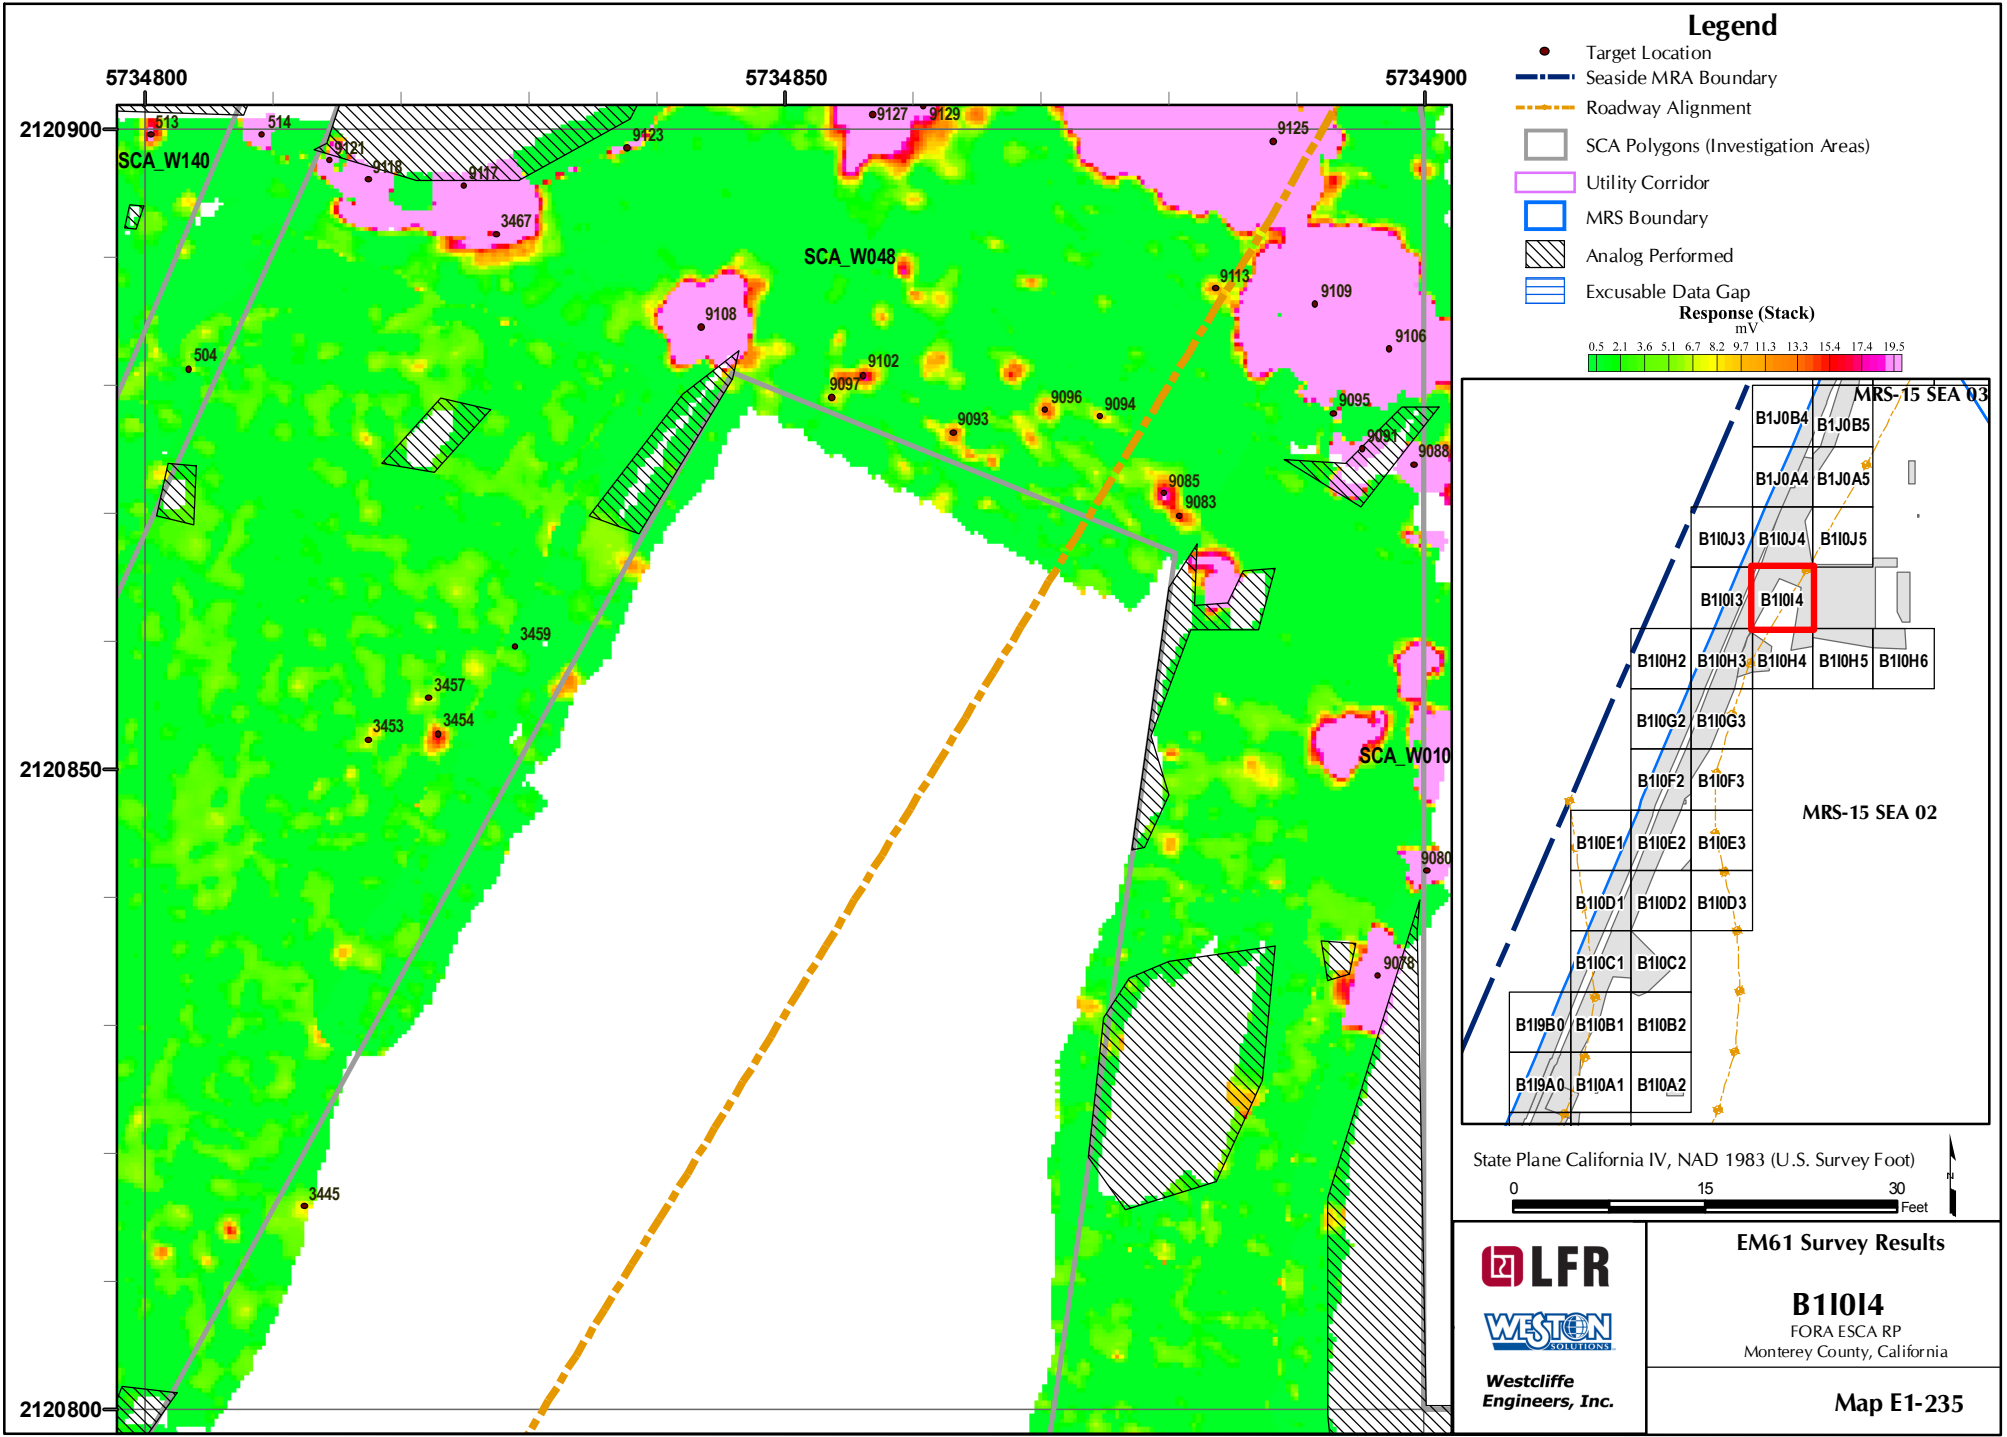 Legend
Target Location
Seaside MRA Boundary
Roadway Alignment
SCA Polygons (Investigation Areas)
Utility Corridor
MRS Boundary
Analog Performed
Excusable Data Gap
Response (Stack)
mV
0.5 2.1 3.6 5.1 6.7 8.2 9.7 11.3 13.3 15.4 17.4 19.5
5734800 5734850 5734900
2120900
2120850
2120800
513
514
SCA_W140
9121
9118
9117
9123
9127
9129
9125
3467
SCA_W048
9113
9109
9108
9106
504
9102
9097
9096
9094
9095
9093
9091
9088
9085
9083
3459
3457
3453
3454
SCA_W010
9080
9078
3445
MRS-15 SEA 03
B1J0B4 B1J0B5
B1J0A4 B1J0A5
B1I0J3 B1I0J4 B1I0J5
B1I0I3 B1I0I4
B1I0H2 B1I0H3 B1I0H4 B1I0H5 B1I0H6
B1I0G2 B1I0G3
B1I0F2 B1I0F3
MRS-15 SEA 02
B1I0E1 B1I0E2 B1I0E3
B1I0D1 B1I0D2 B1I0D3
B1I0C1 B1I0C2
B1I9B0 B1I0B1 B1I0B2
B1I9A0 B1I0A1 B1I0A2
State Plane California IV, NAD 1983 (U.S. Survey Foot)
0 15 30
Feet
N
LFR
WESTON
SOLUTIONS
Westcliffe
Engineers, Inc.
EM61 Survey Results
B1I0I4
FORA ESCA RP
Monterey County, California
Map E1-235